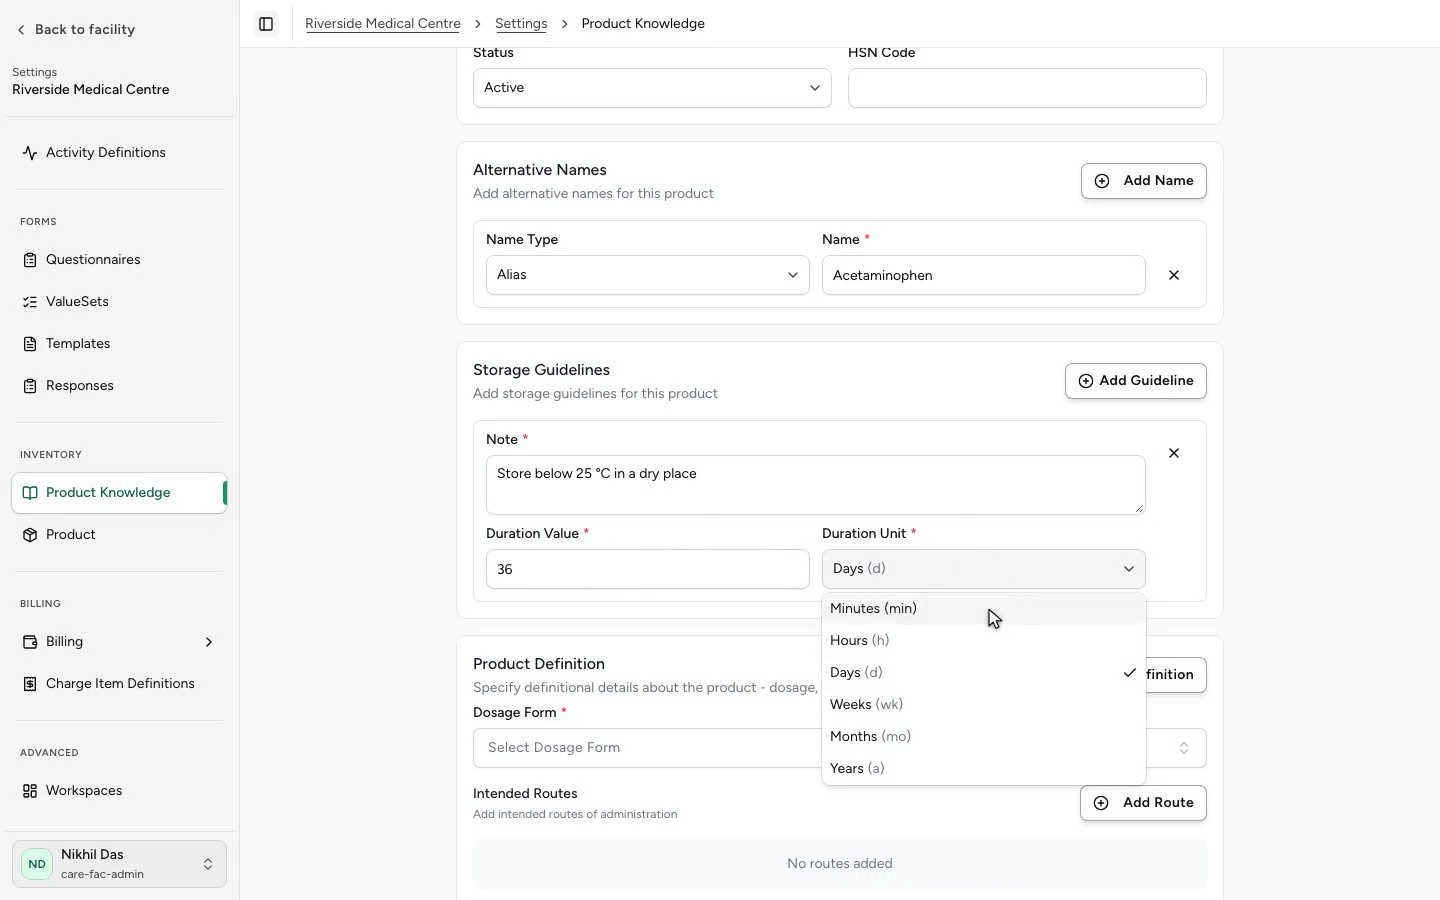 Back to facility
Settings
Riverside Medical Centre
Activity Definitions
FORMS
Questionnaires
ValueSets
Templates
Responses
INVENTORY
Product Knowledge
Product
BILLING
Billing
Charge Item Definitions
ADVANCED
Workspaces
ND
Nikhil Das
care-fac-admin
Riverside Medical Centre > Settings > Product Knowledge
Status
HSN Code
Active
Alternative Names
Add alternative names for this product
Add Name
Name Type
Name *
Alias
Acetaminophen
Storage Guidelines
Add storage guidelines for this product
Add Guideline
Note *
Store below 25 °C in a dry place
Duration Value *
Duration Unit *
36
Days (d)
Minutes (min)
Hours (h)
Days (d)
Weeks (wk)
Months (mo)
Years (a)
Product Definition
Specify definitional details about the product - dosage,
finition
Dosage Form *
Select Dosage Form
Intended Routes
Add intended routes of administration
Add Route
No routes added